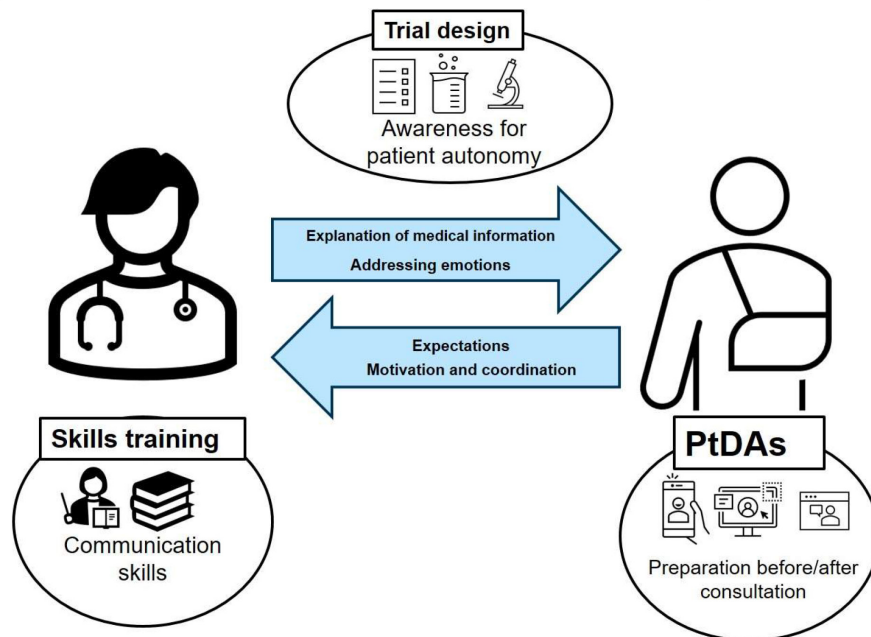 Trial design
Awareness for
patient autonomy
Explanation of medical information
Addressing emotions
Expectations
Motivation and coordination
Skills training
Communication
skills
PtDAs
Preparation before/after
consultation